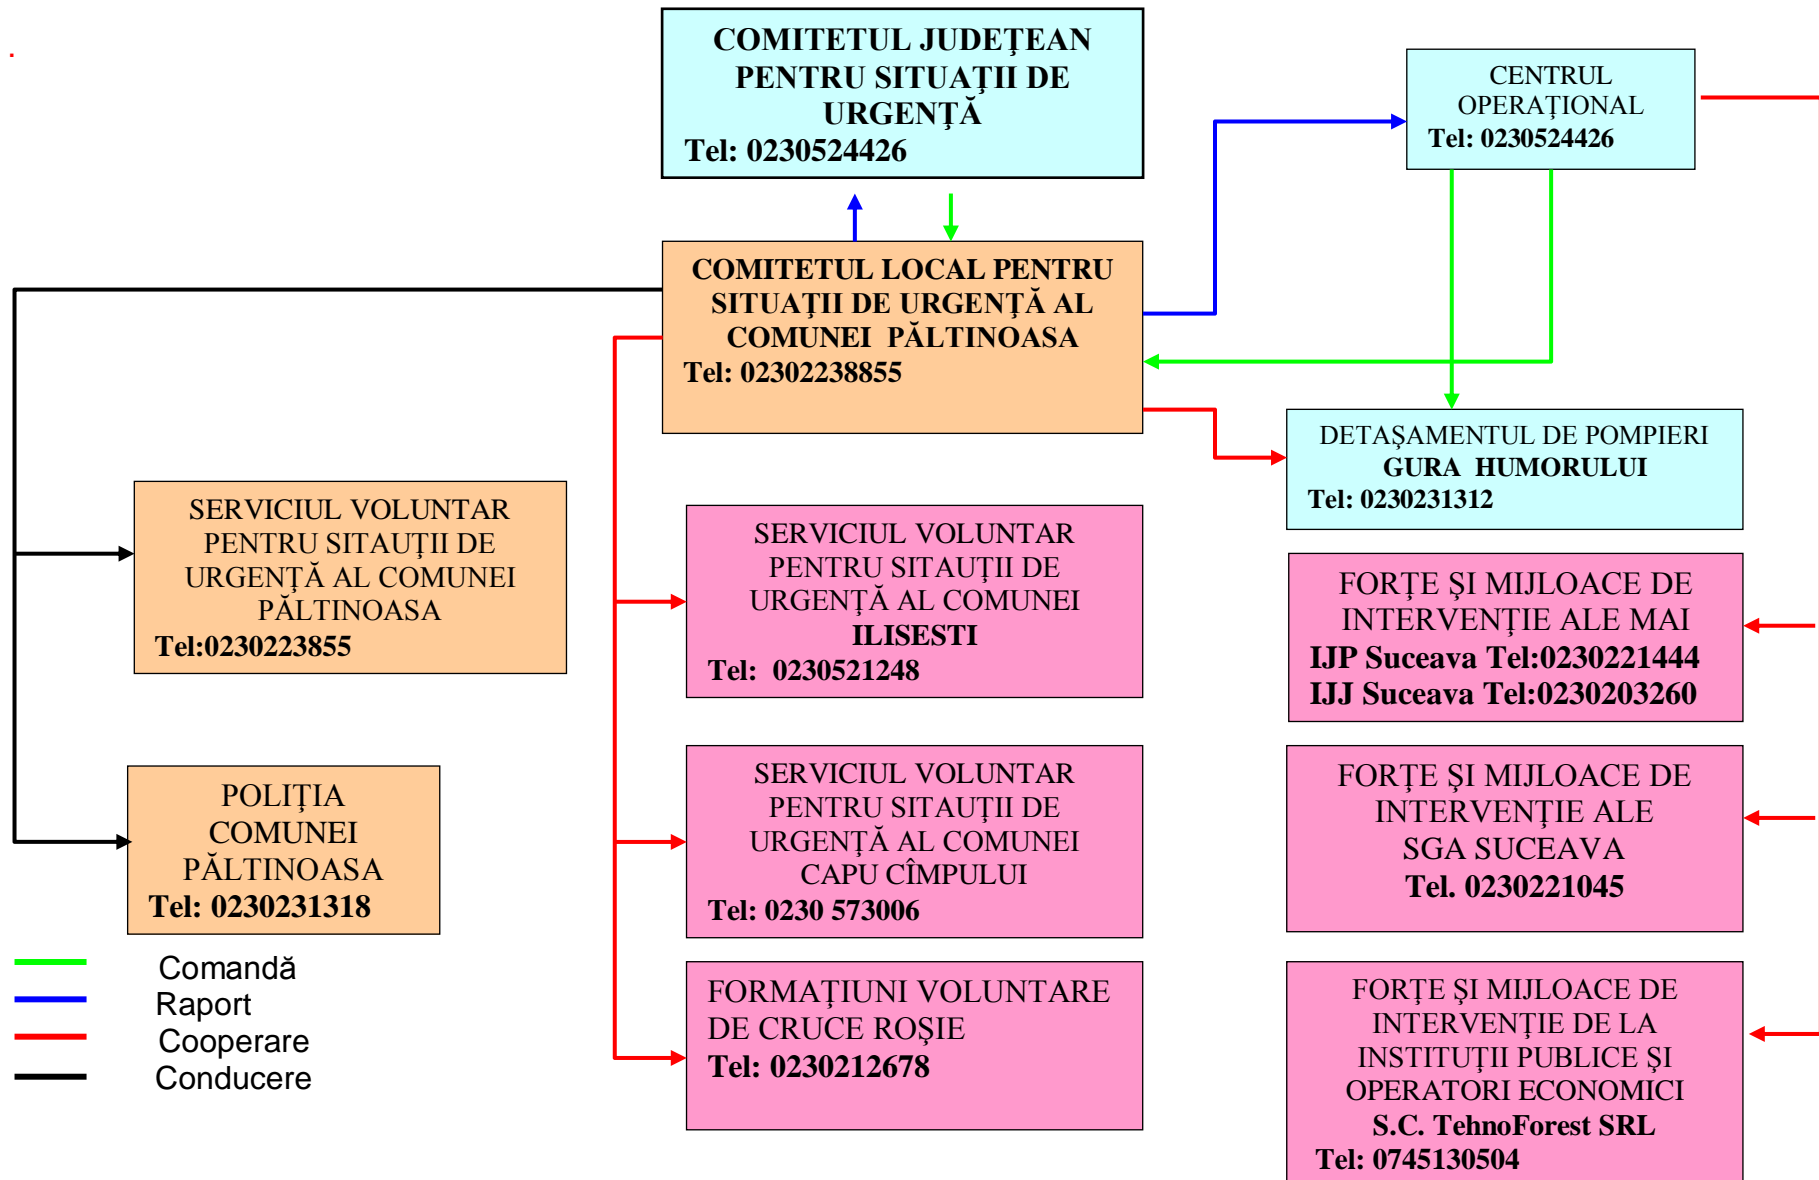 COMITETUL JUDEŢEAN
PENTRU SITUAŢII DE
URGENŢĂ
Tel: 0230524426
CENTRUL
OPERAŢIONAL
Tel: 0230524426
COMITETUL LOCAL PENTRU
SITUAŢII DE URGENŢĂ AL
COMUNEI PĂLTINOASA
Tel: 02302238855
DETAŞAMENTUL DE POMPIERI
GURA HUMORULUI
Tel: 0230231312
SERVICIUL VOLUNTAR
PENTRU SITAUŢII DE
URGENŢĂ AL COMUNEI
PĂLTINOASA
Tel:0230223855
SERVICIUL VOLUNTAR
PENTRU SITAUŢII DE
URGENŢĂ AL COMUNEI
ILISESTI
Tel: 0230521248
FORŢE ŞI MIJLOACE DE
INTERVENŢIE ALE MAI
IJP Suceava Tel:0230221444
IJJ Suceava Tel:0230203260
POLIŢIA
COMUNEI
PĂLTINOASA
Tel: 0230231318
SERVICIUL VOLUNTAR
PENTRU SITAUŢII DE
URGENŢĂ AL COMUNEI
CAPU CÎMPULUI
Tel: 0230 573006
FORŢE ŞI MIJLOACE DE
INTERVENŢIE ALE
SGA SUCEAVA
Tel. 0230221045
Comandă
Raport
Cooperare
Conducere
FORMAŢIUNI VOLUNTARE
DE CRUCE ROŞIE
Tel: 0230212678
FORŢE ŞI MIJLOACE DE
INTERVENŢIE DE LA
INSTITUŢII PUBLICE ŞI
OPERATORI ECONOMICI
S.C. TehnoForest SRL
Tel: 0745130504